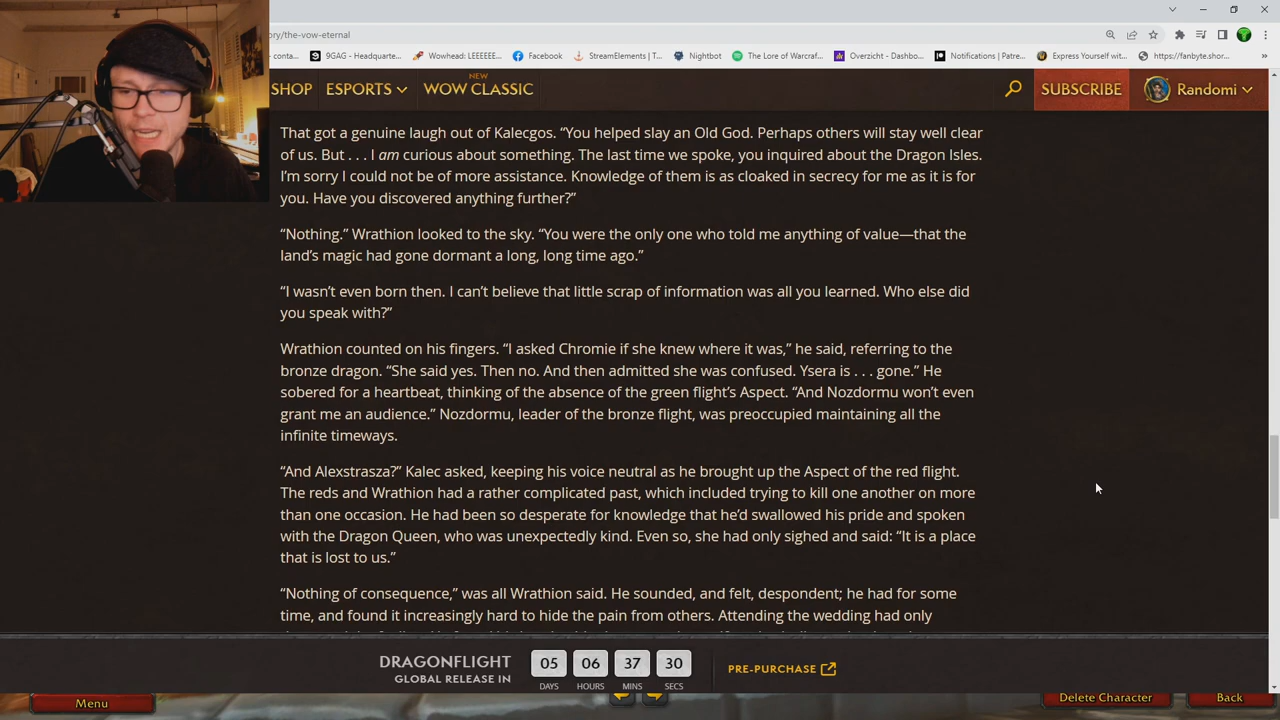 ory/the-vow-eternal
conta...
9GAG - Headquarte...
Wowhead: LEEEEEE...
Facebook
StreamElements | T...
Nightbot
The Lore of Warcraf...
Overzicht - Dashbo...
Notifications | Patre...
Express Yourself wit...
https://fanbyte.shor...
»
SHOP
ESPORTS
NEW
WOW CLASSIC
SUBSCRIBE
Randomi
That got a genuine laugh out of Kalecgos. “You helped slay an Old God. Perhaps others will stay well clear
of us. But . . . I am curious about something. The last time we spoke, you inquired about the Dragon Isles.
I’m sorry I could not be of more assistance. Knowledge of them is as cloaked in secrecy for me as it is for
you. Have you discovered anything further?”
“Nothing.” Wrathion looked to the sky. “You were the only one who told me anything of value—that the
land’s magic had gone dormant a long, long time ago.”
“I wasn’t even born then. I can’t believe that little scrap of information was all you learned. Who else did
you speak with?”
Wrathion counted on his fingers. “I asked Chromie if she knew where it was,” he said, referring to the
bronze dragon. “She said yes. Then no. And then admitted she was confused. Ysera is . . . gone.” He
sobered for a heartbeat, thinking of the absence of the green flight’s Aspect. “And Nozdormu won’t even
grant me an audience.” Nozdormu, leader of the bronze flight, was preoccupied maintaining all the
infinite timeways.
“And Alexstrasza?” Kalec asked, keeping his voice neutral as he brought up the Aspect of the red flight.
The reds and Wrathion had a rather complicated past, which included trying to kill one another on more
than one occasion. He had been so desperate for knowledge that he’d swallowed his pride and spoken
with the Dragon Queen, who was unexpectedly kind. Even so, she had only sighed and said: “It is a place
that is lost to us.”
“Nothing of consequence,” was all Wrathion said. He sounded, and felt, despondent; he had for some
time, and found it increasingly hard to hide the pain from others. Attending the wedding had only
DRAGONFLIGHT
GLOBAL RELEASE IN
05 06 37 30
DAYS HOURS MINS SECS
PRE-PURCHASE
Menu
Delete Character
Back